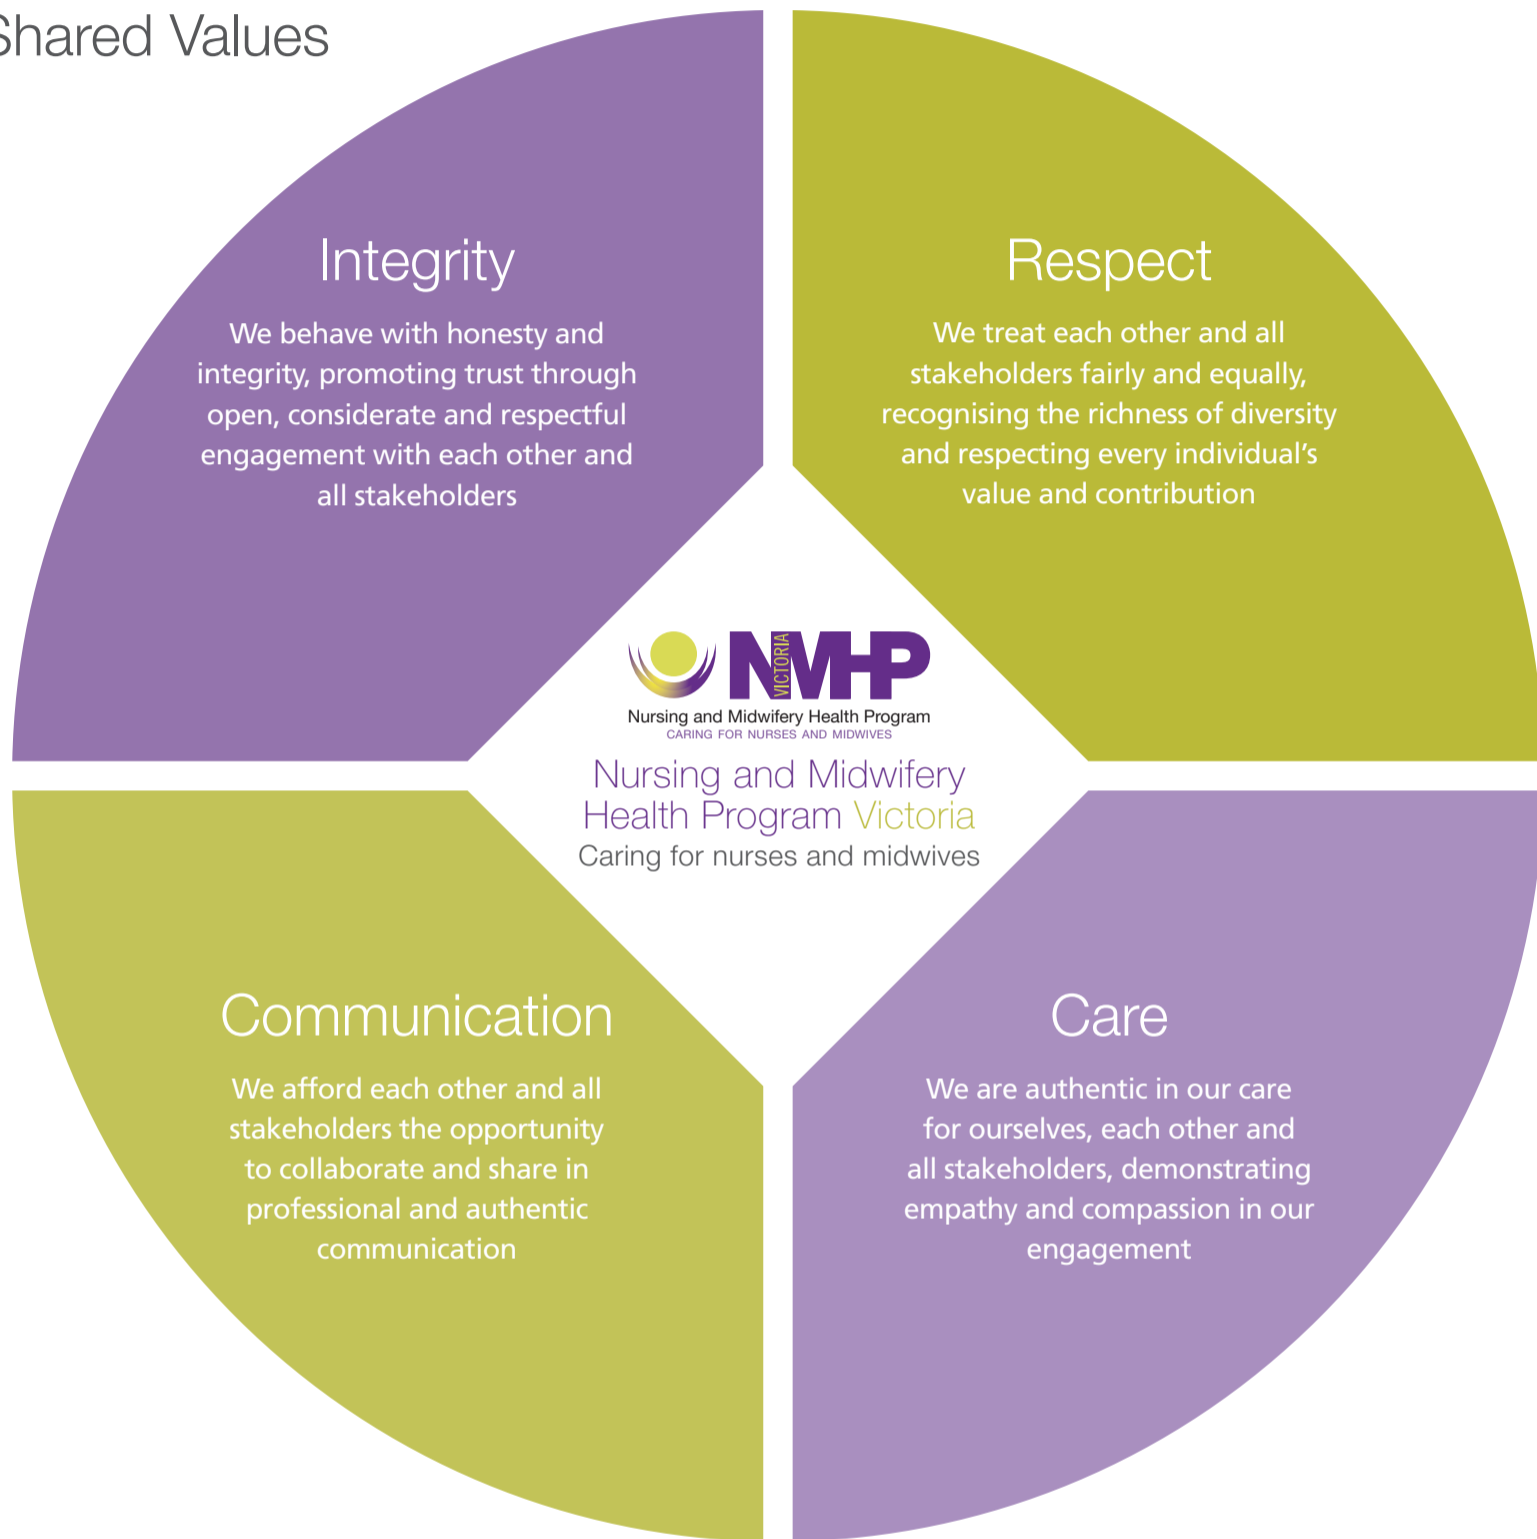 Shared Values
Integrity
We behave with honesty and
integrity, promoting trust through
open, considerate and respectful
engagement with each other and
all stakeholders
Respect
We treat each other and all
stakeholders fairly and equally,
recognising the richness of diversity
and respecting every individual’s
value and contribution
NMHP
VICTORIA
Nursing and Midwifery Health Program
CARING FOR NURSES AND MIDWIVES
Nursing and Midwifery
Health Program Victoria
Caring for nurses and midwives
Communication
We afford each other and all
stakeholders the opportunity
to collaborate and share in
professional and authentic
communication
Care
We are authentic in our care
for ourselves, each other and
all stakeholders, demonstrating
empathy and compassion in our
engagement